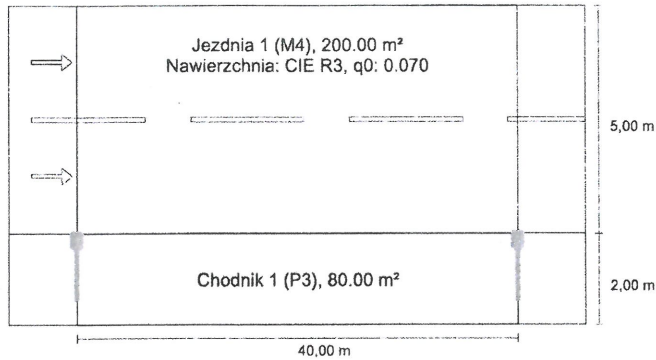 Jezdnia 1 (M4), 200.00 m²
Nawierzchnia: CIE R3, q0: 0.070
5,00 m
Chodnik 1 (P3), 80.00 m²
2,00 m
40,00 m